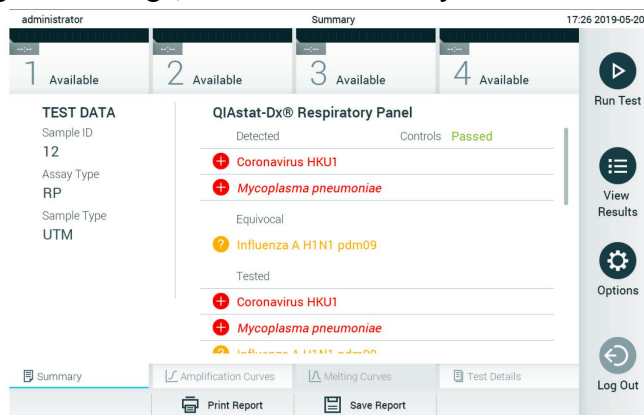 administrator Summary 17:26 2019-05-20
--:-- --:-- --:-- --:--
1 Available 2 Available 3 Available 4 Available
Run Test
TEST DATA
Sample ID
12
Assay Type
RP
Sample Type
UTM
QIAstat-Dx® Respiratory Panel
Detected Controls Passed
Coronavirus HKU1
Mycoplasma pneumoniae
Equivocal
Influenza A H1N1 pdm09
Tested
Coronavirus HKU1
Mycoplasma pneumoniae
Influenza A H1N1 pdm09
View
Results
Options
Log Out
Summary Amplification Curves Melting Curves Test Details
Print Report Save Report